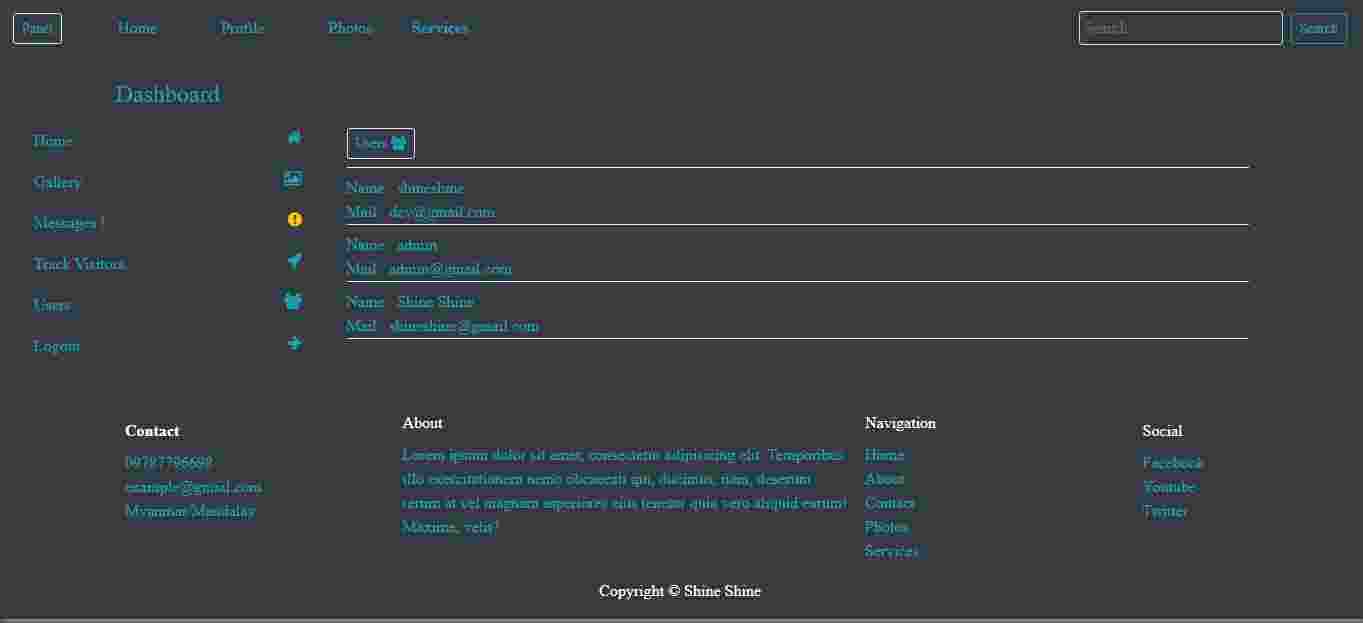 Panel Home Profile Photos Services Search Search
Dashboard
Home
Gallery
Messages !
Track Visitors
Users
Logout
Users
Name : shineshine
Mail : dev@gmail.com
Name : admin
Mail : admin@gmail.com
Name : Shine Shine
Mail : shineshine@gmail.com
Contact
example@gmail.com
Myanmar/Mandalay
About
Lorem ipsum dolor sit amet, consectetur adipisicing elit. Temporibus
illo exercitationem nemo obcaecati qui, ducimus, nam, deserunt
rerum at vel magnam asperiores eius tenetur quis vero aliquid earum!
Maxime, velit?
Navigation
Home
About
Contact
Photos
Services
Social
Facebook
Youtube
Twitter
Copyright © Shine Shine